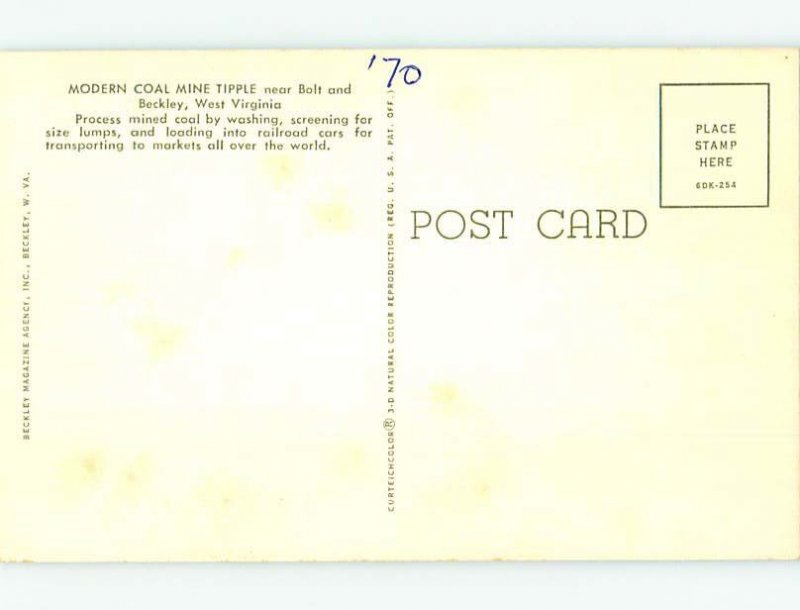 '70
MODERN COAL MINE TIPPLE near Bolt and
Beckley, West Virginia
Process mined coal by washing, screening for
size lumps, and loading into railroad cars for
transporting to markets all over the world.
BECKLEY MAGAZINE AGENCY, INC., BECKLEY, W. VA.
CURTEICHCOLOR® 3-D NATURAL COLOR REPRODUCTION (REG. U. S. A. PAT. OFF.)
POST CARD
PLACE
STAMP
HERE
6DK-254